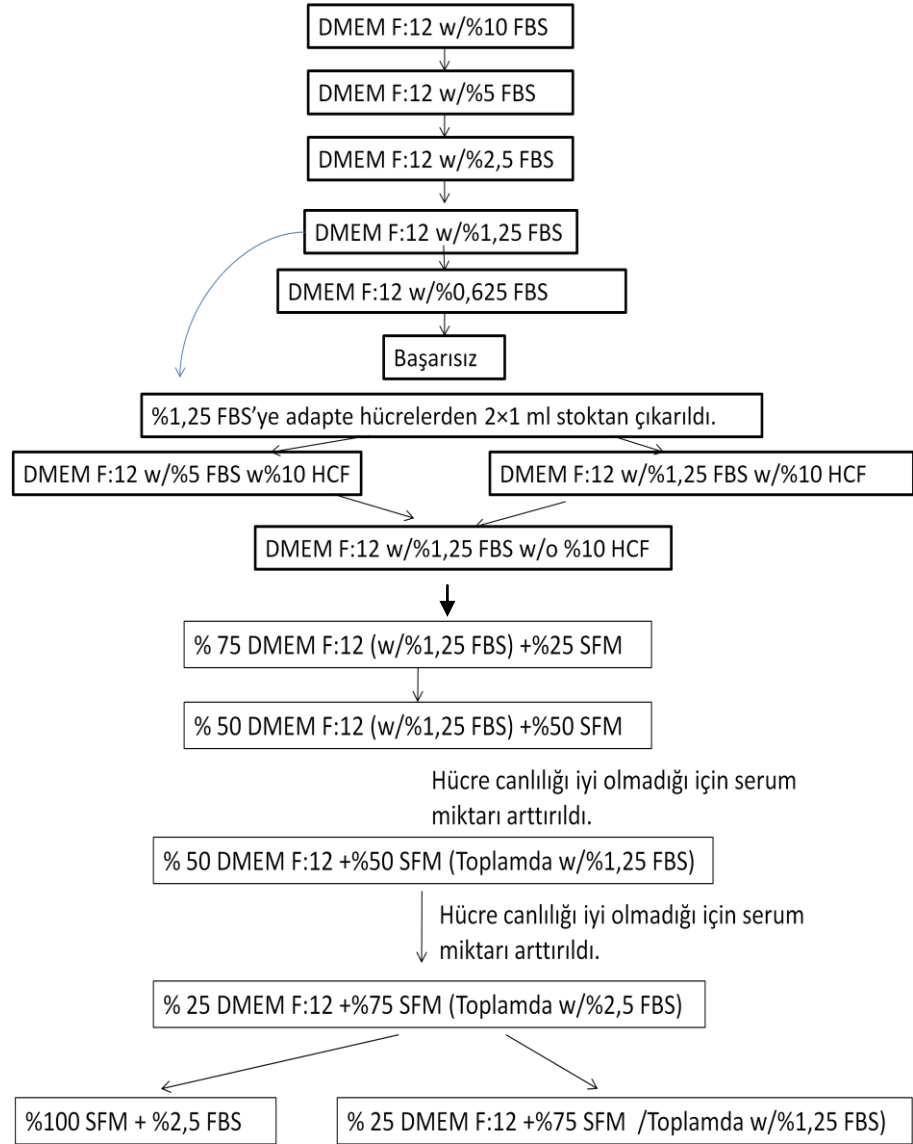 DMEM F:12 w/%10 FBS
DMEM F:12 w/%5 FBS
DMEM F:12 w/%2,5 FBS
DMEM F:12 w/%1,25 FBS
DMEM F:12 w/%0,625 FBS
Başarısız
%1,25 FBS’ye adapte hücrelerden 2×1 ml stoktan çıkarıldı.
DMEM F:12 w/%5 FBS w%10 HCF
DMEM F:12 w/%1,25 FBS w/%10 HCF
DMEM F:12 w/%1,25 FBS w/o %10 HCF
% 75 DMEM F:12 (w/%1,25 FBS) +%25 SFM
% 50 DMEM F:12 (w/%1,25 FBS) +%50 SFM
Hücre canlılığı iyi olmadığı için serum
miktarı arttırıldı.
% 50 DMEM F:12 +%50 SFM (Toplamda w/%1,25 FBS)
Hücre canlılığı iyi olmadığı için serum
miktarı arttırıldı.
% 25 DMEM F:12 +%75 SFM (Toplamda w/%2,5 FBS)
%100 SFM + %2,5 FBS
% 25 DMEM F:12 +%75 SFM /Toplamda w/%1,25 FBS)